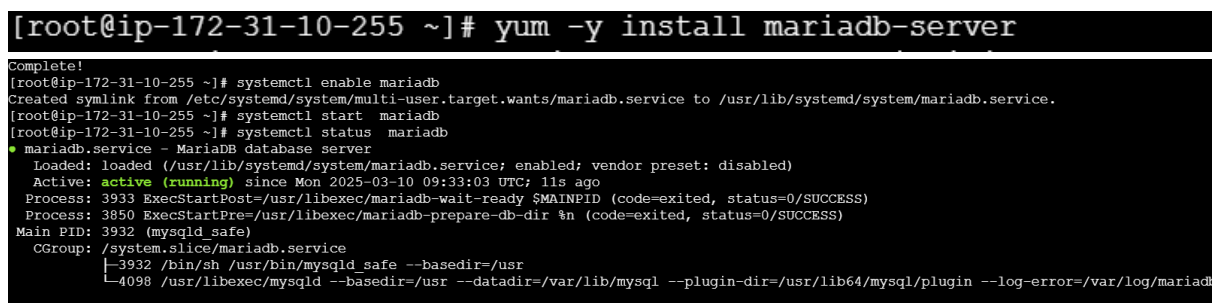 [root@ip-172-31-10-255 ~]# yum -y install mariadb-server
Complete!
[root@ip-172-31-10-255 ~]# systemctl enable mariadb
Created symlink from /etc/systemd/system/multi-user.target.wants/mariadb.service to /usr/lib/systemd/system/mariadb.service.
[root@ip-172-31-10-255 ~]# systemctl start  mariadb
[root@ip-172-31-10-255 ~]# systemctl status  mariadb
● mariadb.service - MariaDB database server
   Loaded: loaded (/usr/lib/systemd/system/mariadb.service; enabled; vendor preset: disabled)
   Active: active (running) since Mon 2025-03-10 09:33:03 UTC; 11s ago
  Process: 3933 ExecStartPost=/usr/libexec/mariadb-wait-ready $MAINPID (code=exited, status=0/SUCCESS)
  Process: 3850 ExecStartPre=/usr/libexec/mariadb-prepare-db-dir %n (code=exited, status=0/SUCCESS)
 Main PID: 3932 (mysqld_safe)
   CGroup: /system.slice/mariadb.service
           ├─3932 /bin/sh /usr/bin/mysqld_safe --basedir=/usr
           └─4098 /usr/libexec/mysqld --basedir=/usr --datadir=/var/lib/mysql --plugin-dir=/usr/lib64/mysql/plugin --log-error=/var/log/mariadb